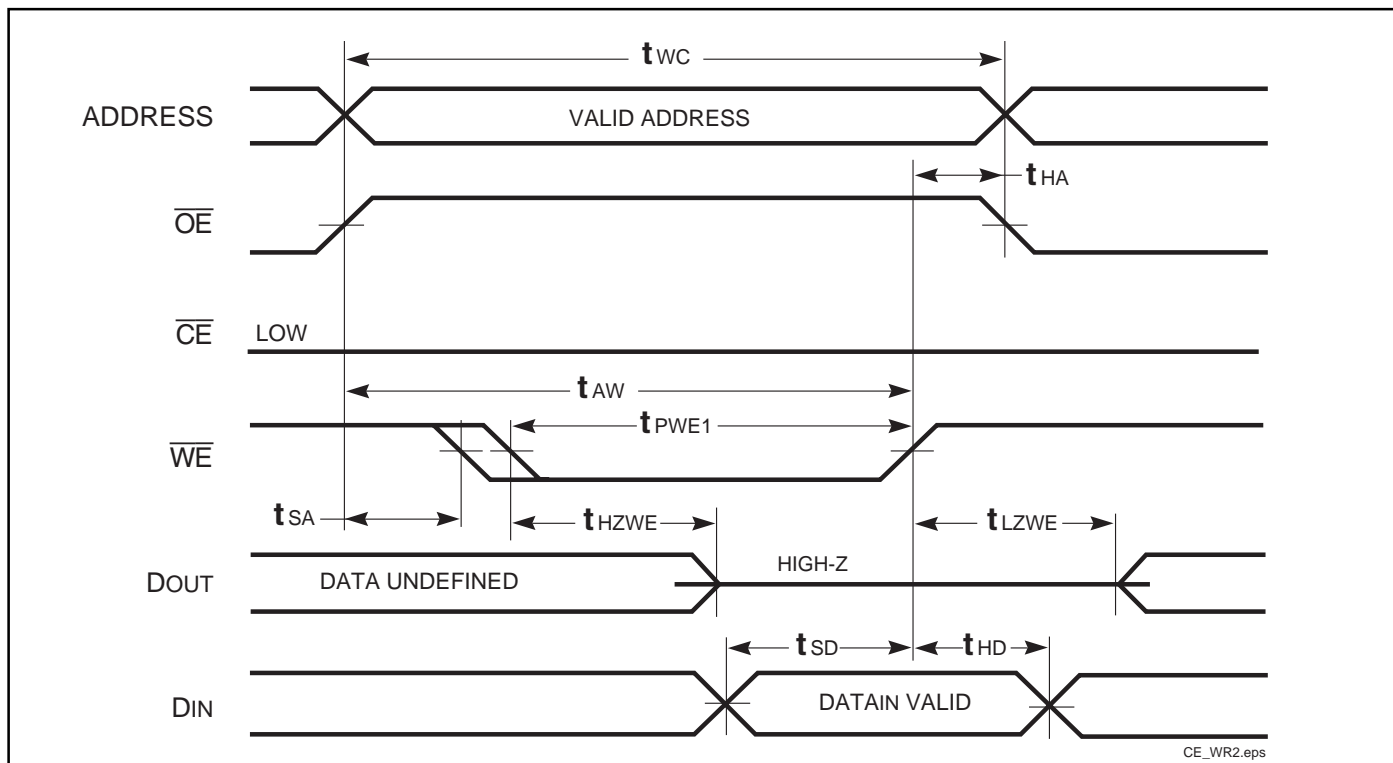 tWC
ADDRESS
VALID ADDRESS
tHA
OE
CE
LOW
tAW
tPWE1
WE
tSA
tHZWE
tLZWE
DOUT
DATA UNDEFINED
HIGH-Z
tSD
tHD
DIN
DATAIN VALID
CE_WR2.eps